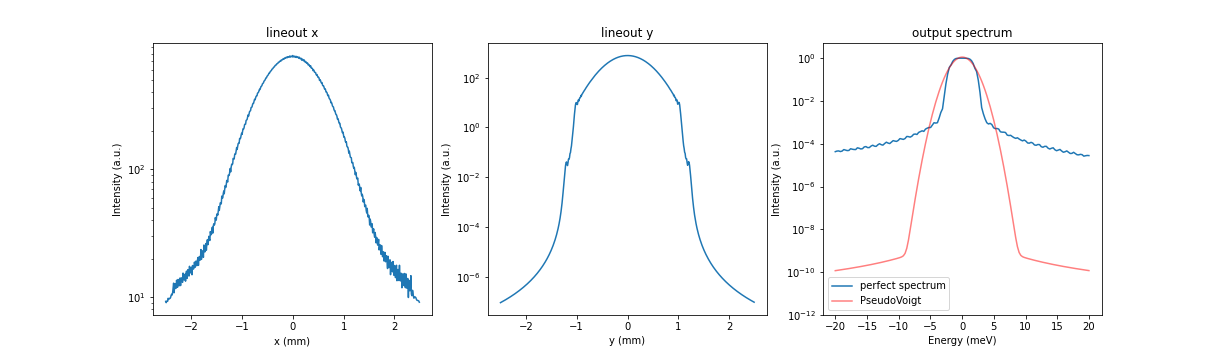 lineout x
lineout y
output spectrum
Intensity (a.u.)
10²
10¹
−2 −1 0 1 2
x (mm)
Intensity (a.u.)
10²
10⁰
10⁻²
10⁻⁴
10⁻⁶
−2 −1 0 1 2
y (mm)
Intensity (a.u.)
10⁰
10⁻²
10⁻⁴
10⁻⁶
10⁻⁸
10⁻¹⁰
10⁻¹²
perfect spectrum
PseudoVoigt
−20 −15 −10 −5 0 5 10 15 20
Energy (meV)